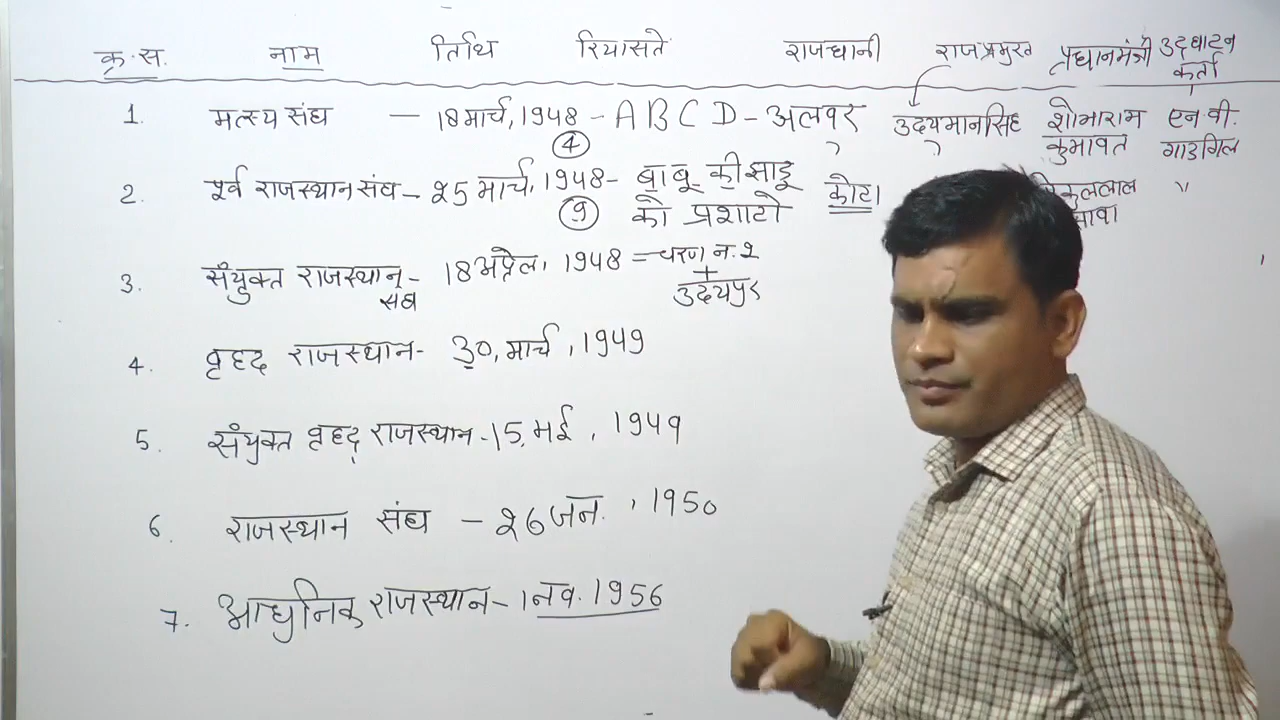 क्र.स. नाम तिथि रियासतें राजधानी राजप्रमुख प्रधानमंत्री उदघाटन
कर्ता
1. मत्स्य संघ — 18 मार्च, 1948 - A B C D - अलवर उदयमानसिंह शोभाराम एन.वी.
④ कुमावत गाडगिल
2. पूर्व राजस्थान संघ - 25 मार्च, 1948 - बाबू की साडू कोटा लाल "
⑨ को प्रशाटो
3. संयुक्त राजस्थान - 18 अप्रेल, 1948 = चरण न. 2
संघ + उदयपुर
4. वृहद राजस्थान - 30, मार्च, 1949
5. संयुक्त वृहद् राजस्थान - 15, मई, 1949
6. राजस्थान संघ - 26 जन., 1950
7. आधुनिक राजस्थान - 1 नव. 1956